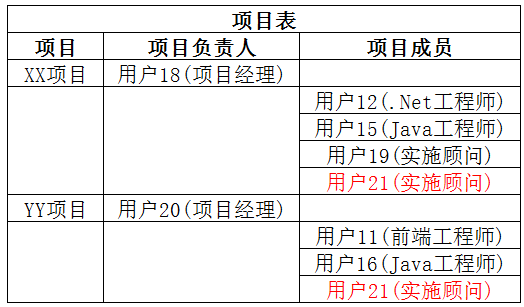 项目表
项目 项目负责人 项目成员
XX项目 用户18(项目经理)
用户12(.Net工程师)
用户15(Java工程师)
用户19(实施顾问)
用户21(实施顾问)
YY项目 用户20(项目经理)
用户11(前端工程师)
用户16(Java工程师)
用户21(实施顾问)